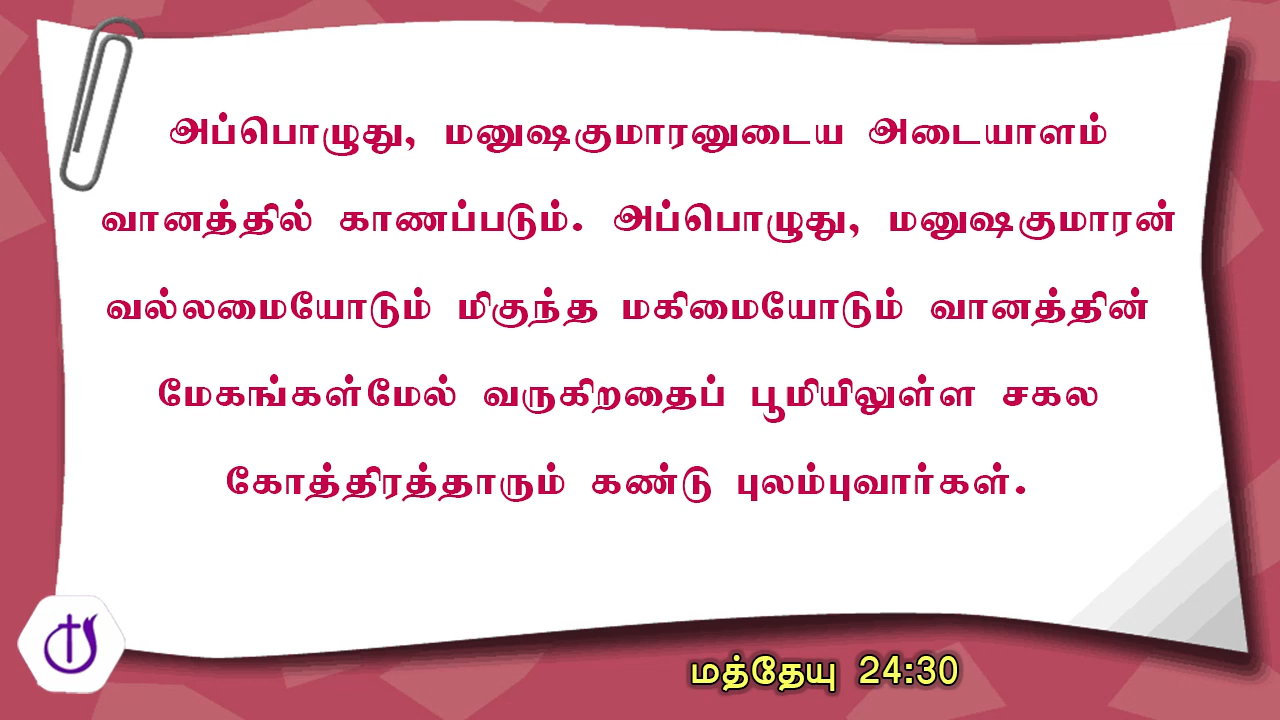 அப்பொழுது, மனுஷகுமாரனுடைய அடையாளம்
வானத்தில் காணப்படும். அப்பொழுது, மனுஷகுமாரன்
வல்லமையோடும் மிகுந்த மகிமையோடும் வானத்தின்
மேகங்கள்மேல் வருகிறதைப் பூமியிலுள்ள சகல
கோத்திரத்தாரும் கண்டு புலம்புவார்கள்.
மத்தேயு 24:30